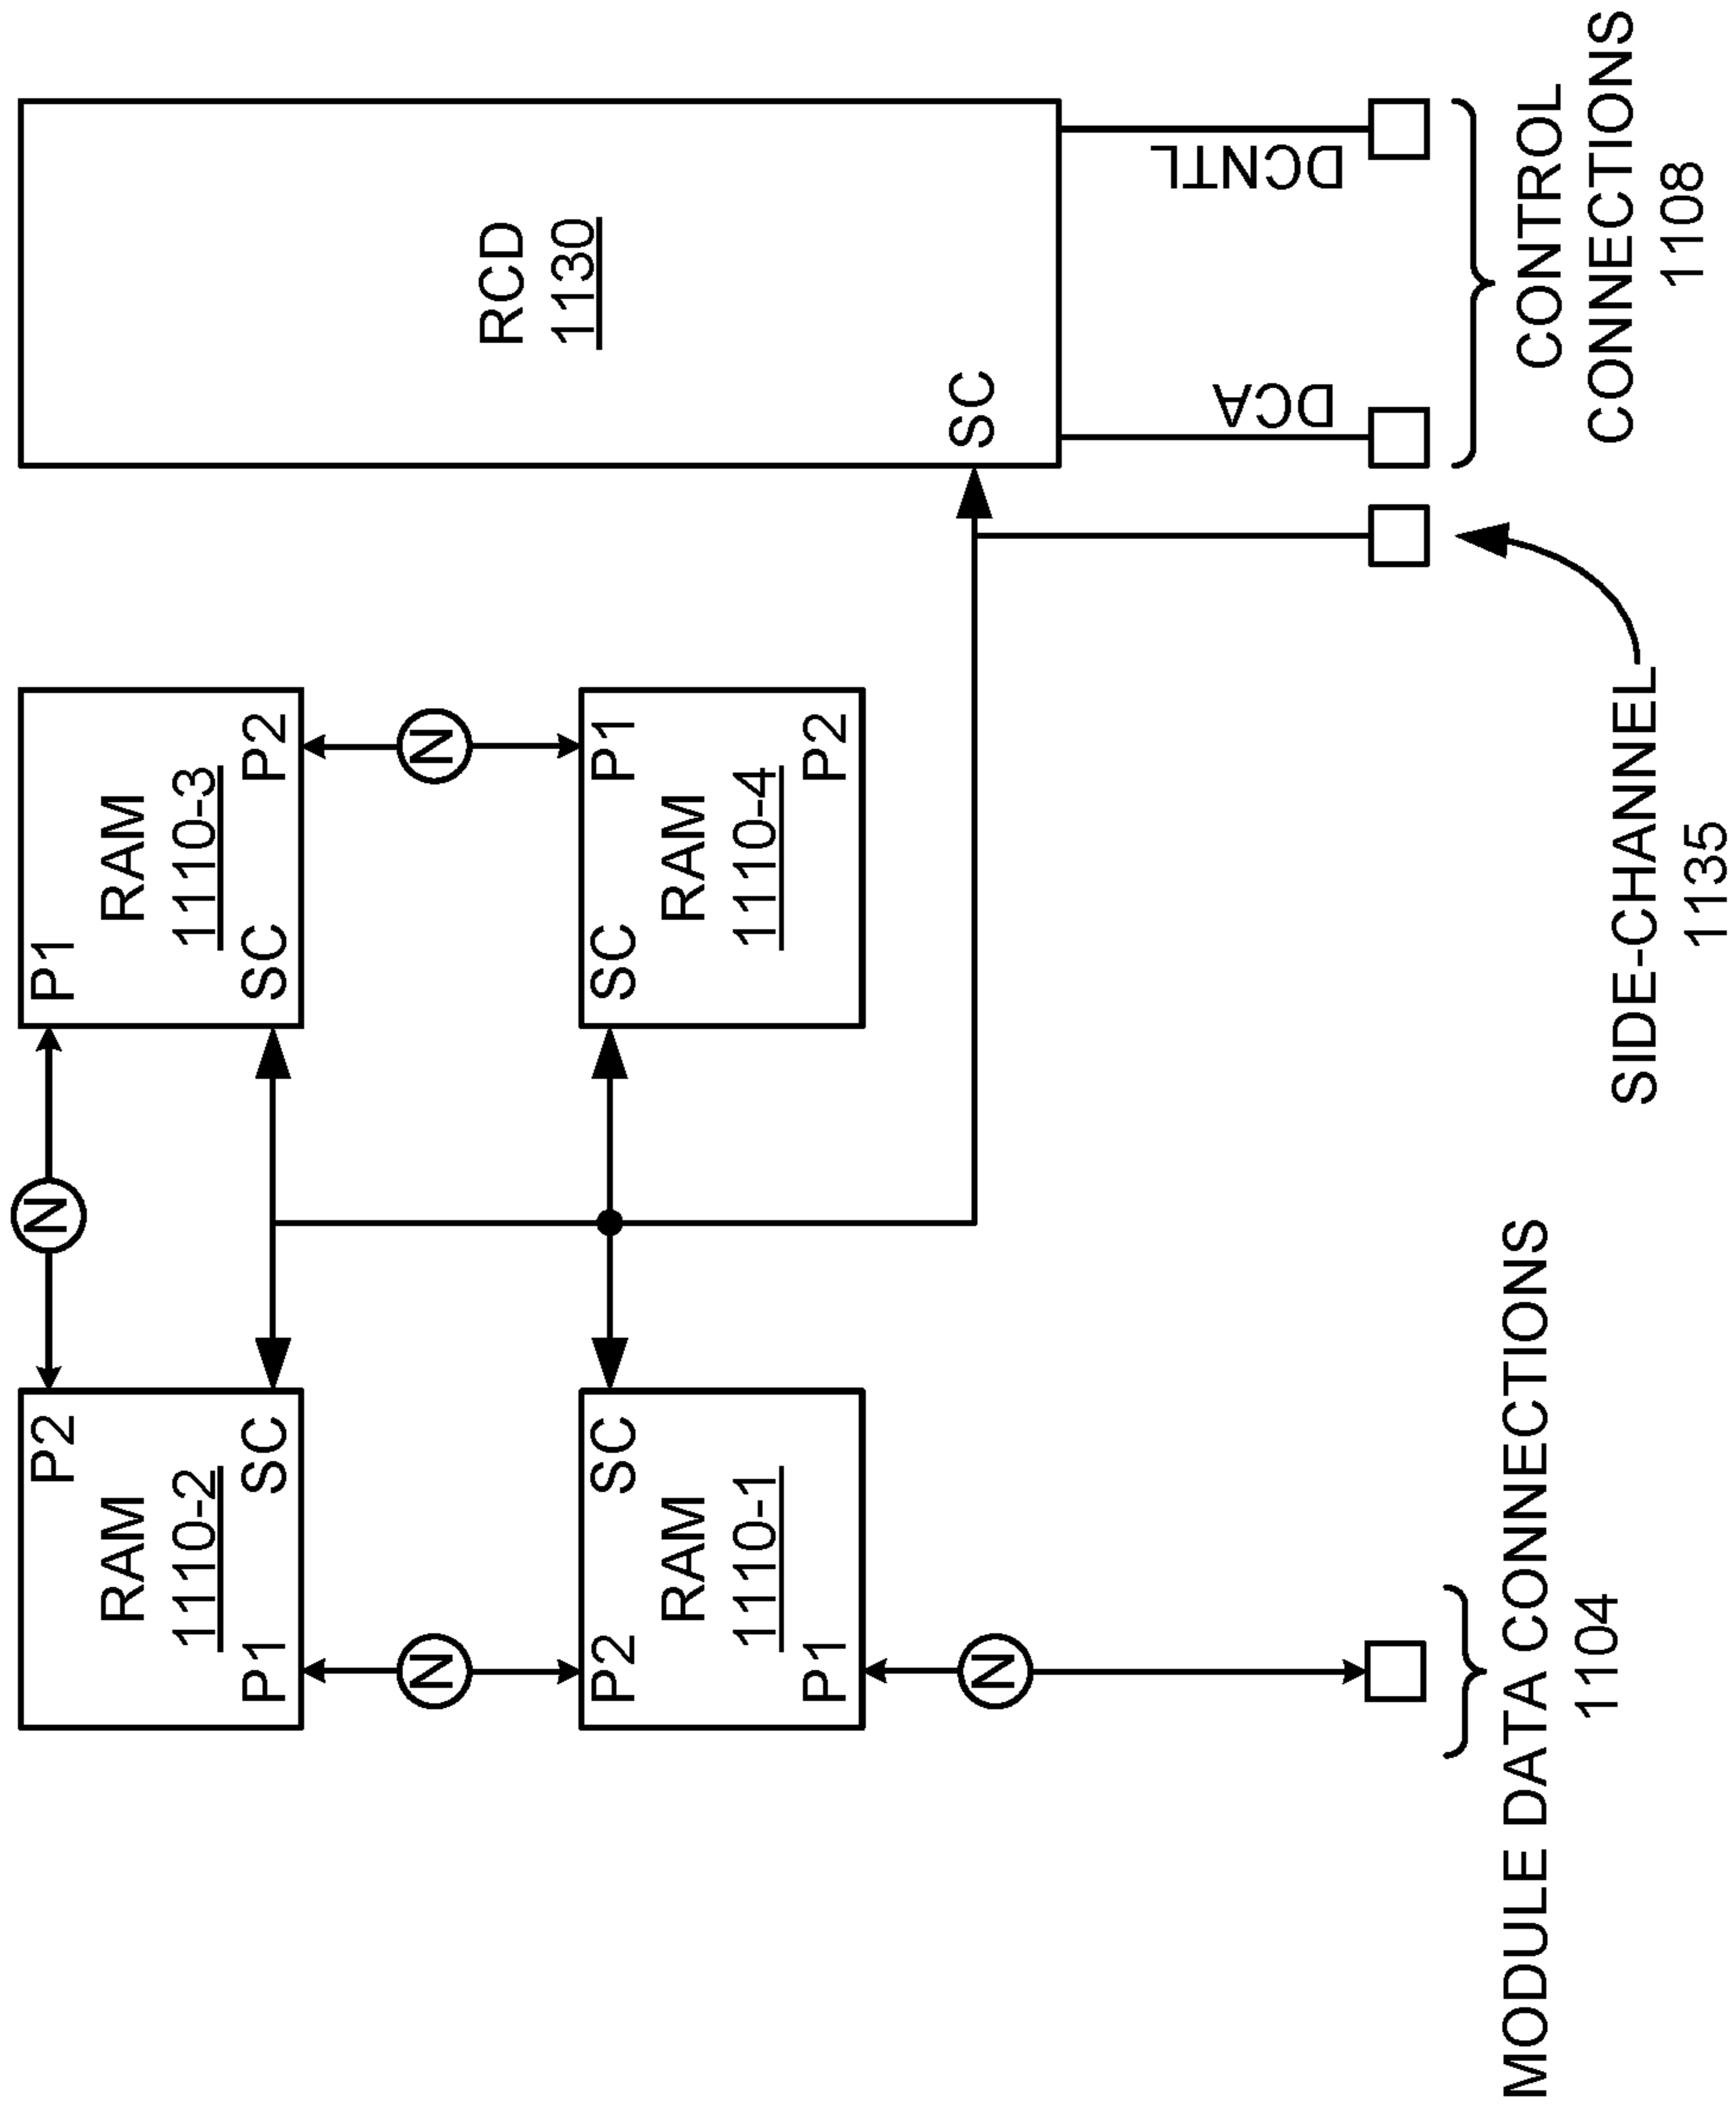 P2
RAM
1110-2
P1
SC
P1
RAM
1110-3
SC
P2
N
N
N
P2
SC
RAM
1110-1
P1
SC
P1
RAM
1110-4
P2
N
RCD
1130
SC
DCA
DCNTL
MODULE DATA CONNECTIONS
1104
SIDE-CHANNEL
1135
CONTROL
CONNECTIONS
1108